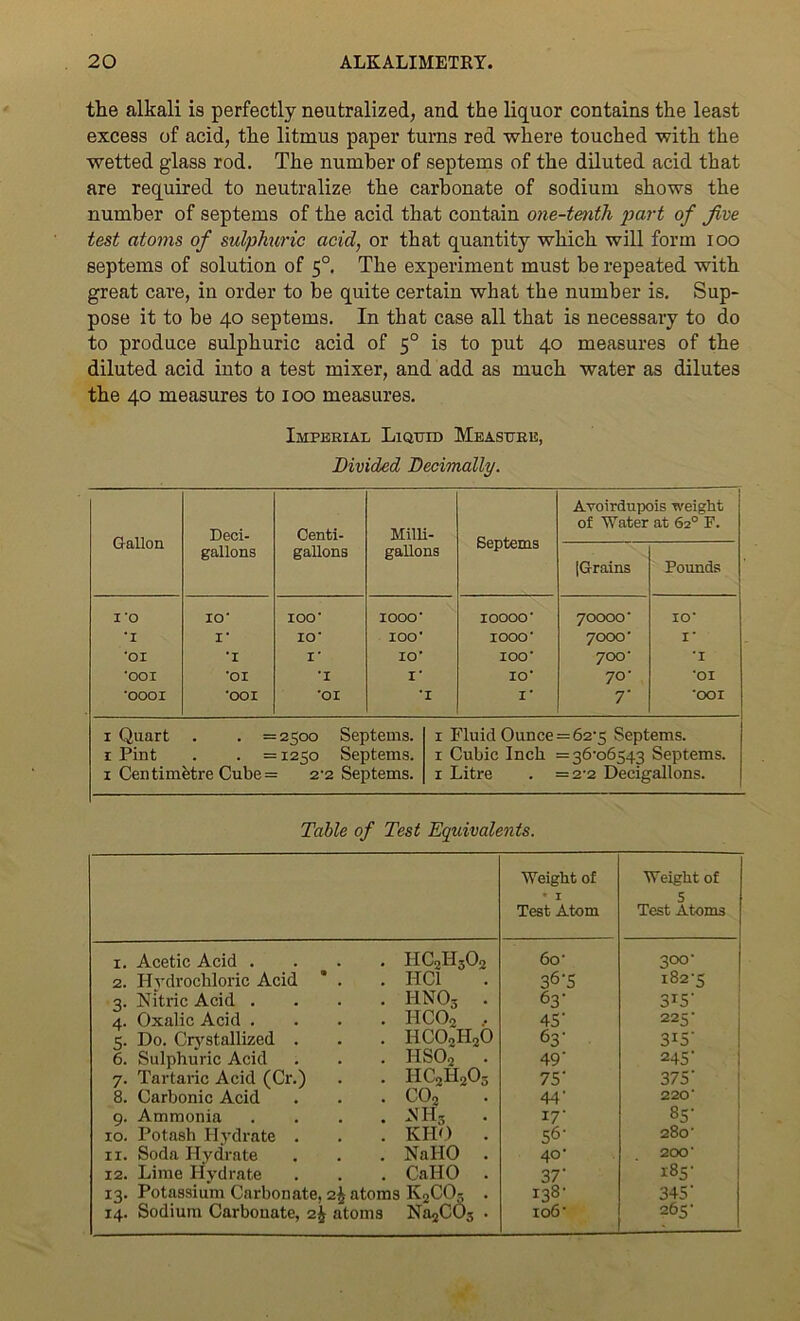 20 ALKALIMETRY.
the alkali is perfectly neutralized, and the liquor contains the least
excess of acid, the litmus paper turns red where touched with the
wetted glass rod. The number of septems of the diluted acid that
are required to neutralize the carbonate of sodium shows the
number of septems of the acid that contain one-tenth part of five
test atoms of sulphuric acid, or that quantity which will form 100
septems of solution of 5°. The experiment must be repeated with
great care, in order to be quite certain what the number is. Sup-
pose it to be 40 septems. In that case all that is necessary to do
to produce sulphuric acid of 5° is to put 40 measures of the
diluted acid into a test mixer, and add as much water as dilutes
the 40 measures to 100 measures.
IMPERIAL LIQUID MEASURE,
Divided Decimally.
Gallon | Deci-gallons | Centi-gallons | Milli-gallons | Septems | Avoirdupois weight of Water at 62° F.
Grains | Pounds
1·0 | 10· | 100· | 1000· | 10000· | 70000· | 10·
·1 | 1· | 10· | 100· | 1000· | 7000· | 1·
·01 | ·1 | 1· | 10· | 100· | 700· | ·1
·001 | ·01 | ·1 | 1· | 10· | 70· | ·01
·0001 | ·001 | ·01 | ·1 | 1· | 7· | ·001
1 Quart . . = 2500 Septems. | 1 Fluid Ounce = 62·5 Septems.
1 Pint . . = 1250 Septems. | 1 Cubic Inch = 36·06543 Septems.
1 Centimètre Cube = 2·2 Septems. | 1 Litre . = 2·2 Decigallons.
Table of Test Equivalents.
Weight of 1 Test Atom | Weight of 5 Test Atoms
1. Acetic Acid . . . . HC₂H₃O₂ | 60· | 300·
2. Hydrochloric Acid . . HCl . | 36·5 | 182·5
3. Nitric Acid . . . . HNO₃ . | 63· | 315·
4. Oxalic Acid . . . . HCO₂ . | 45· | 225·
5. Do. Crystallized . . . HCO₂H₂O | 63· | 315·
6. Sulphuric Acid . . . HSO₂ . | 49· | 245·
7. Tartaric Acid (Cr.) . . HC₂H₂O₃ | 75· | 375·
8. Carbonic Acid . . . CO₂ . | 44· | 220·
9. Ammonia . . . . NH₃ . | 17· | 85·
10. Potash Hydrate . . . KHO . | 56· | 280·
11. Soda Hydrate . . . NaHO . | 40· | 200·
12. Lime Hydrate . . . CaHO . | 37· | 185·
13. Potassium Carbonate, 2½ atoms K₂CO₃ . | 138· | 345·
14. Sodium Carbonate, 2½ atoms Na₂CO₃ . | 106· | 265·